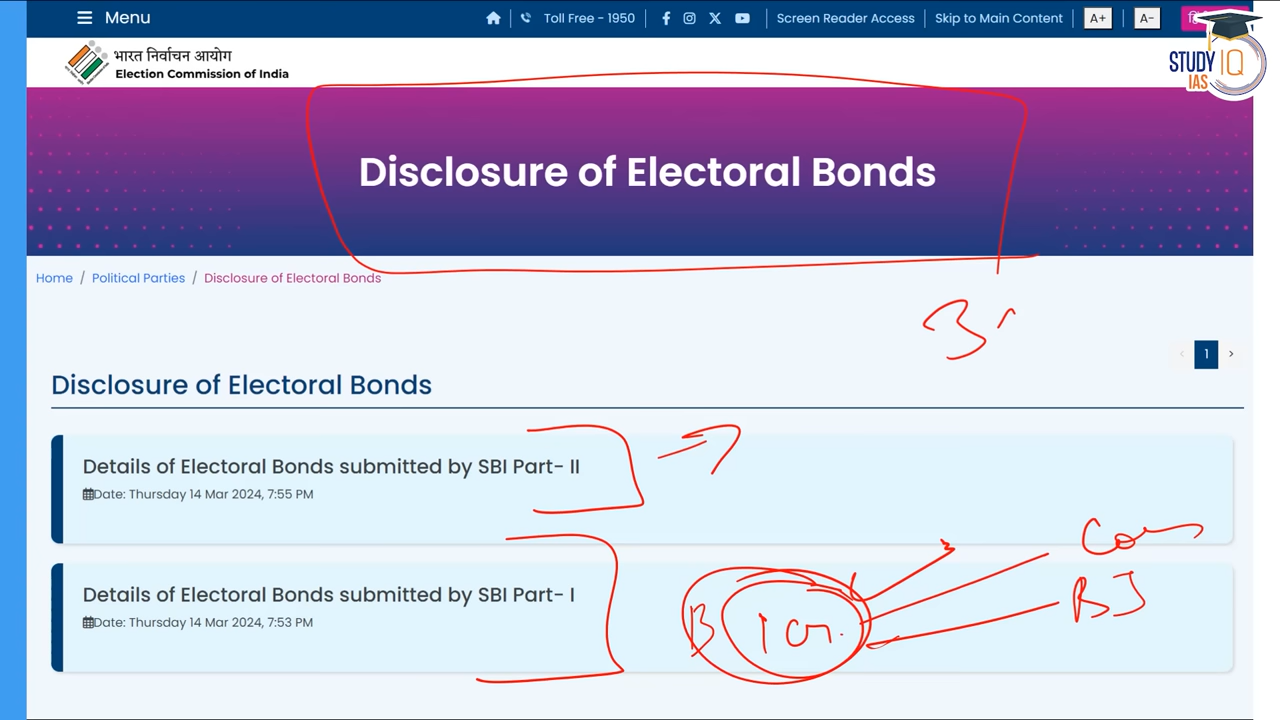 Menu
Toll Free - 1950
Screen Reader Access
Skip to Main Content
A+
A-
STUDY IQ
IAS
भारत निर्वाचन आयोग
Election Commission of India
Disclosure of Electoral Bonds
Home / Political Parties / Disclosure of Electoral Bonds
1
Disclosure of Electoral Bonds
Details of Electoral Bonds submitted by SBI Part- II
Date: Thursday 14 Mar 2024, 7:55 PM
Details of Electoral Bonds submitted by SBI Part- I
Date: Thursday 14 Mar 2024, 7:53 PM
B
1 cr.
BJ